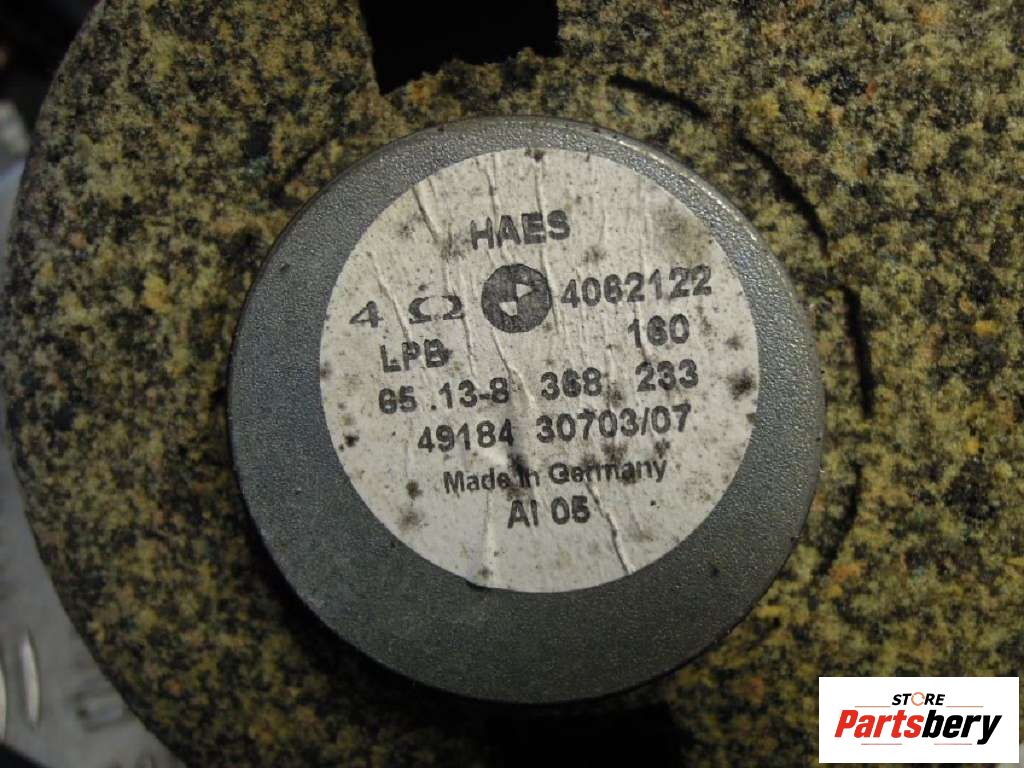 HAES
4 Ω 4062122
LPB 160
65.13-8 368 233
49184 30703/07
Made in Germany
AI 05
STORE
Partsbery